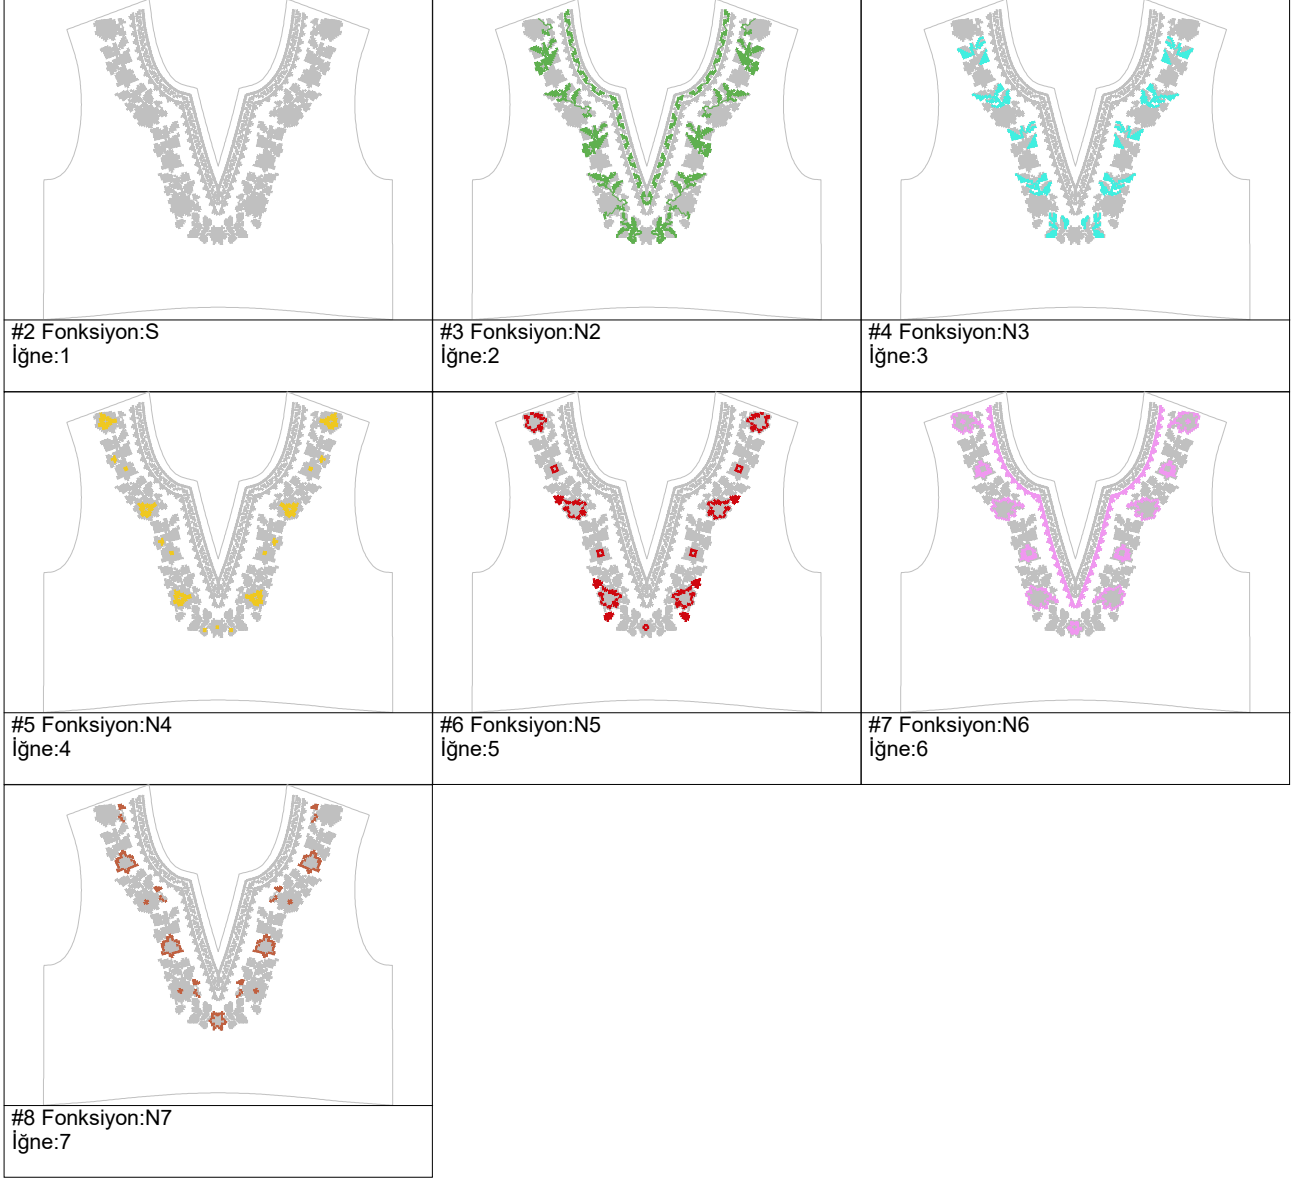 #2 Fonksiyon:S
İğne:1
#3 Fonksiyon:N2
İğne:2
#4 Fonksiyon:N3
İğne:3
#5 Fonksiyon:N4
İğne:4
#6 Fonksiyon:N5
İğne:5
#7 Fonksiyon:N6
İğne:6
#8 Fonksiyon:N7
İğne:7